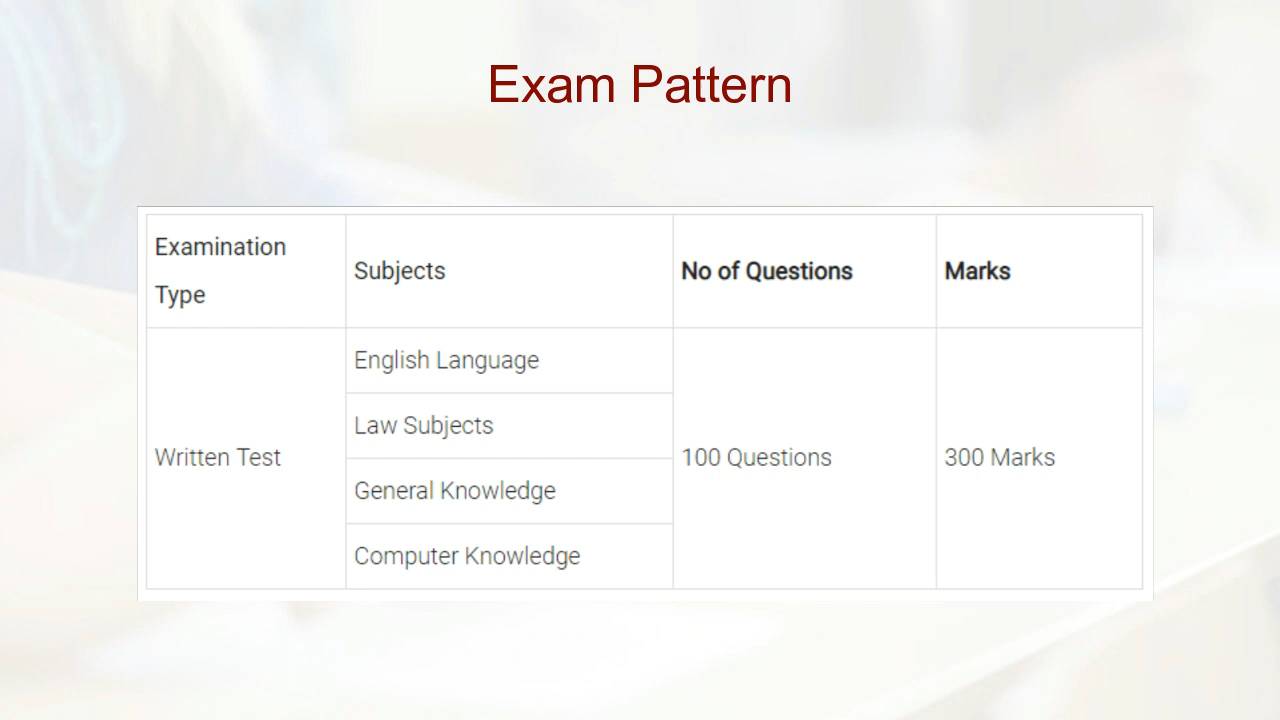 Exam Pattern
Examination
Type
Subjects
No of Questions
Marks
Written Test
English Language
Law Subjects
General Knowledge
Computer Knowledge
100 Questions
300 Marks